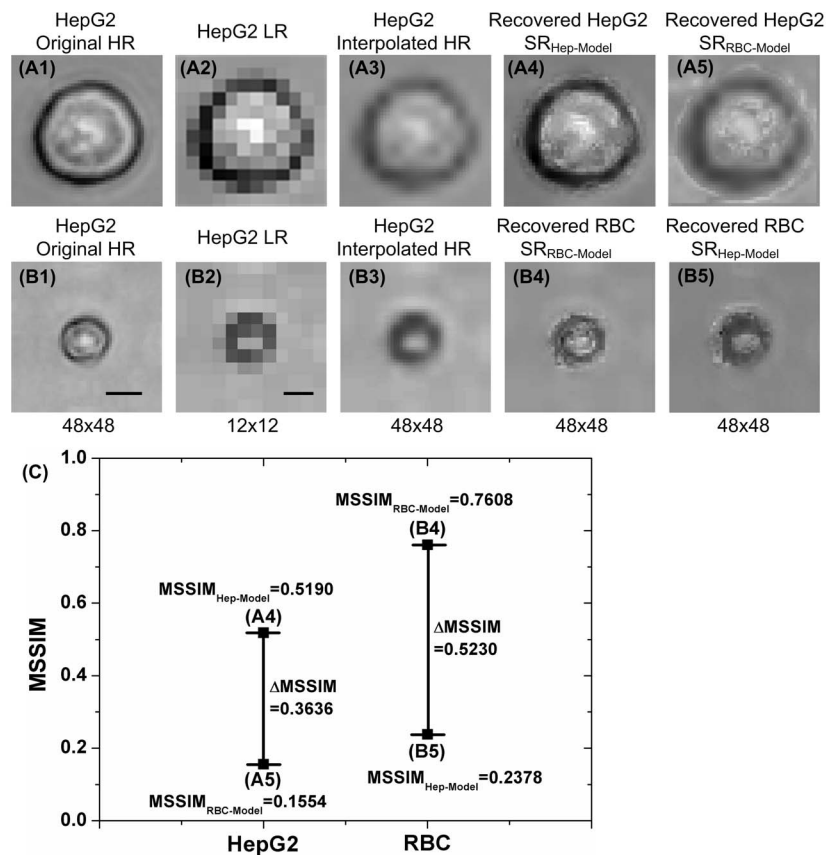 HepG2 Original HR
HepG2 LR
HepG2 Interpolated HR
Recovered HepG2 SRHep-Model
Recovered HepG2 SRRBC-Model
(A1)
(A2)
(A3)
(A4)
(A5)
HepG2 Original HR
HepG2 LR
HepG2 Interpolated HR
Recovered RBC SRRBC-Model
Recovered RBC SRHep-Model
(B1)
(B2)
(B3)
(B4)
(B5)
48x48
12x12
48x48
48x48
48x48
(C)
MSSIM
1.0
0.8
0.6
0.4
0.2
0.0
MSSIMRBC-Model=0.7608
(B4)
MSSIMHep-Model=0.5190
(A4)
ΔMSSIM
=0.5230
ΔMSSIM
=0.3636
(B5)
(A5)
MSSIMHep-Model=0.2378
MSSIMRBC-Model=0.1554
HepG2
RBC